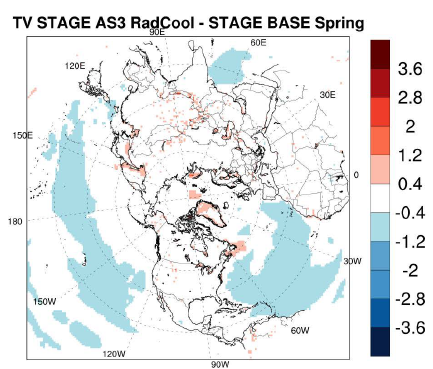 TV STAGE AS3 RadCool - STAGE BASE Spring
90E
60E
120E
30E
150E
0
180
30W
150W
60W
120W
90W
3.6
2.8
2
1.2
0.4
-0.4
-1.2
-2
-2.8
-3.6